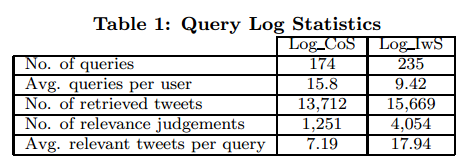 Table 1: Query Log Statistics
Log_CoS Log_IwS
No. of queries 174 235
Avg. queries per user 15.8 9.42
No. of retrieved tweets 13,712 15,669
No. of relevance judgements 1,251 4,054
Avg. relevant tweets per query 7.19 17.94